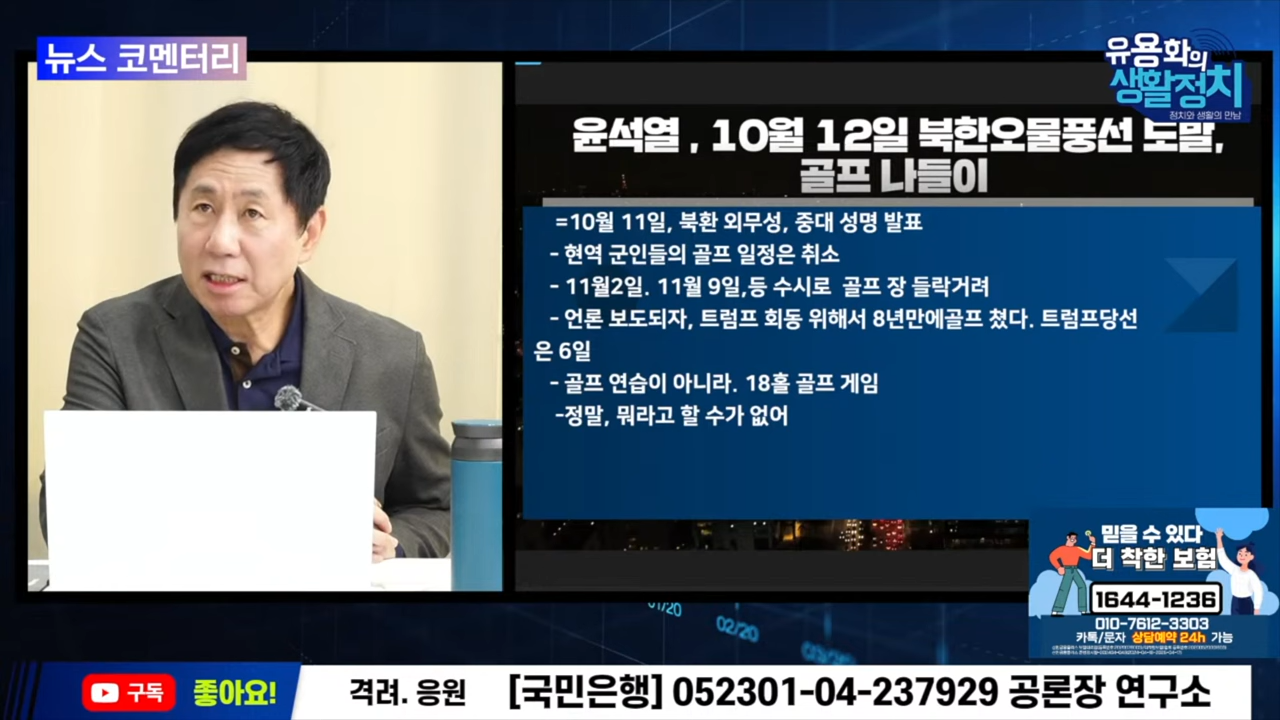 뉴스 코멘터리
유용화의
생활정치
정치와 생활의 만남
윤석열 , 10월 12일 북한오물풍선 도발,
골프 나들이
=10월 11일, 북환 외무성, 중대 성명 발표
- 현역 군인들의 골프 일정은 취소
- 11월2일. 11월 9일,등 수시로 골프 장 들락거려
- 언론 보도되자, 트럼프 회동 위해서 8년만에골프 쳤다. 트럼프당선
은 6일
- 골프 연습이 아니라. 18홀 골프 게임
-정말, 뭐라고 할 수가 없어
믿을 수 있다
더 착한 보험
1644-1236
010-7612-3303
카톡/문자 상담예약 24h 가능
01/20
02/20
구독 좋아요!
격려. 응원 [국민은행] 052301-04-237929 공론장 연구소